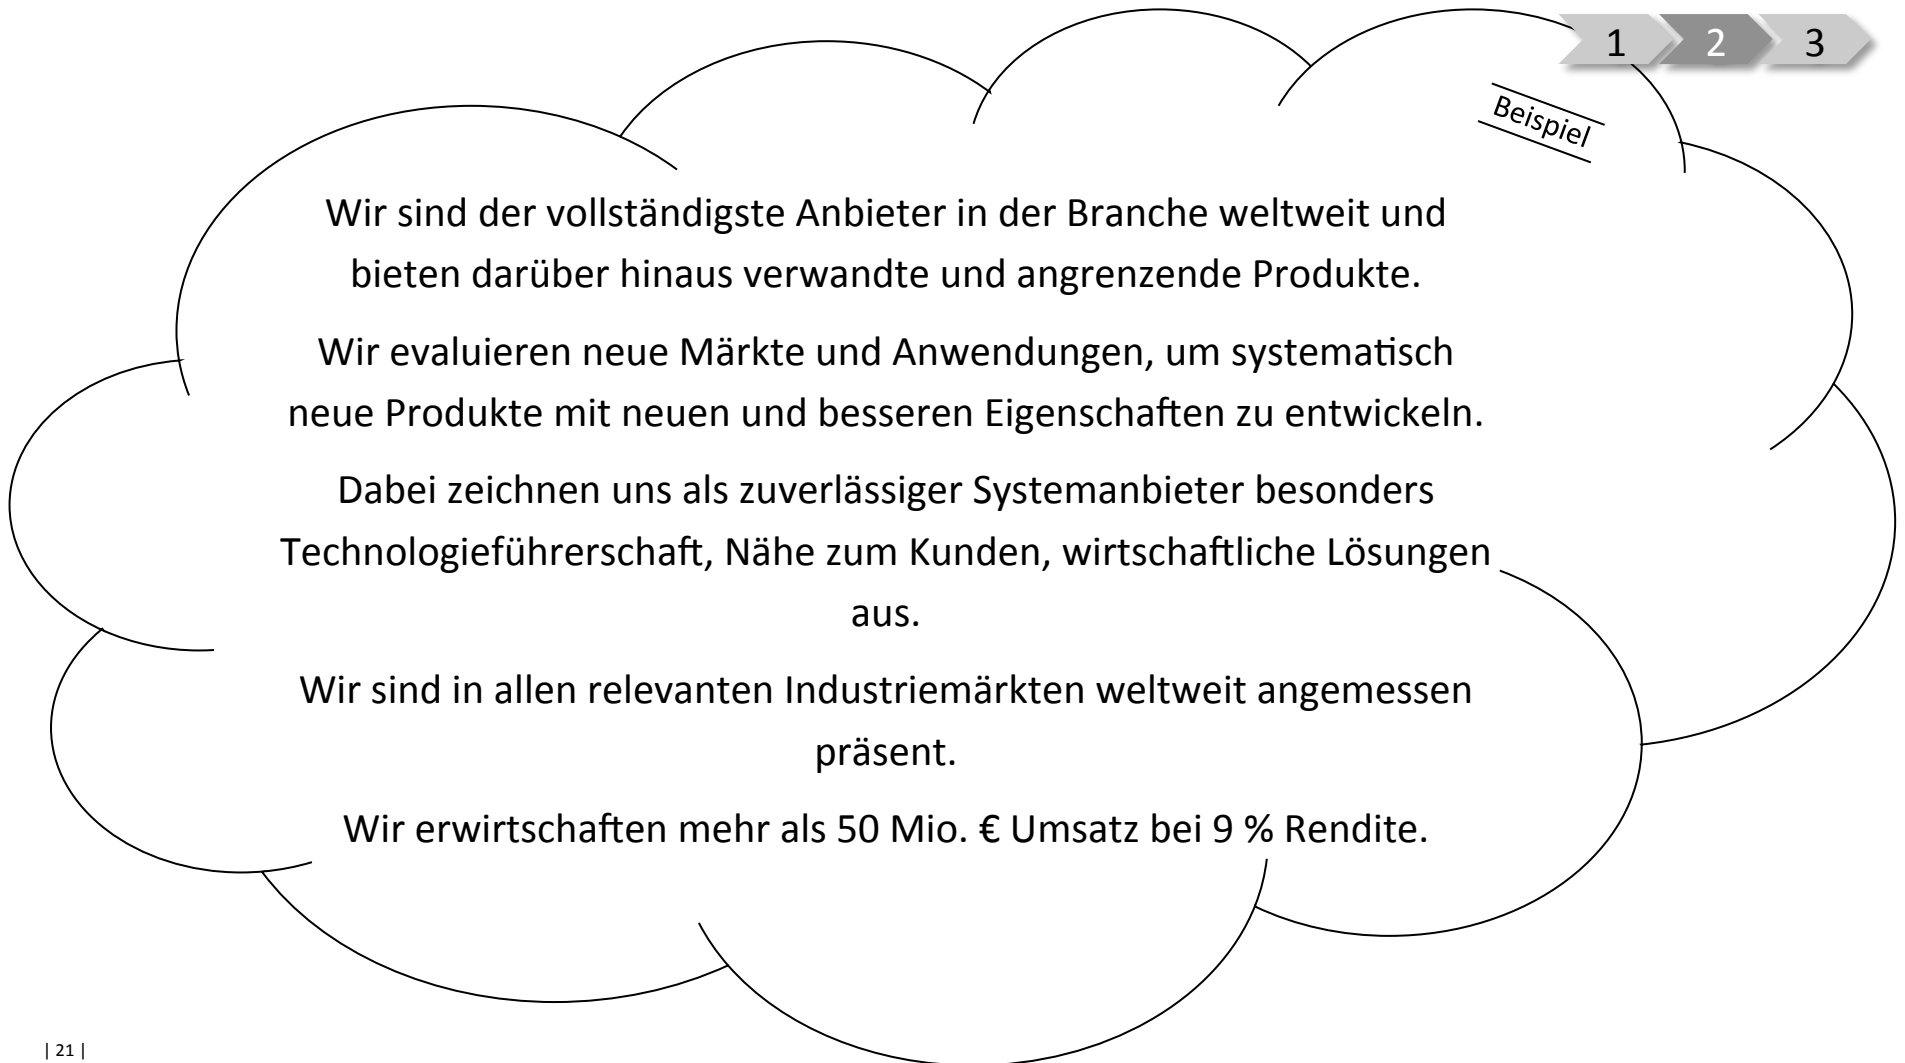 1 2 3
Beispiel
Wir sind der vollständigste Anbieter in der Branche weltweit und
bieten darüber hinaus verwandte und angrenzende Produkte.
Wir evaluieren neue Märkte und Anwendungen, um systematisch
neue Produkte mit neuen und besseren Eigenschaften zu entwickeln.
Dabei zeichnen uns als zuverlässiger Systemanbieter besonders
Technologieführerschaft, Nähe zum Kunden, wirtschaftliche Lösungen
aus.
Wir sind in allen relevanten Industriemärkten weltweit angemessen
präsent.
Wir erwirtschaften mehr als 50 Mio. € Umsatz bei 9 % Rendite.
| 21 |